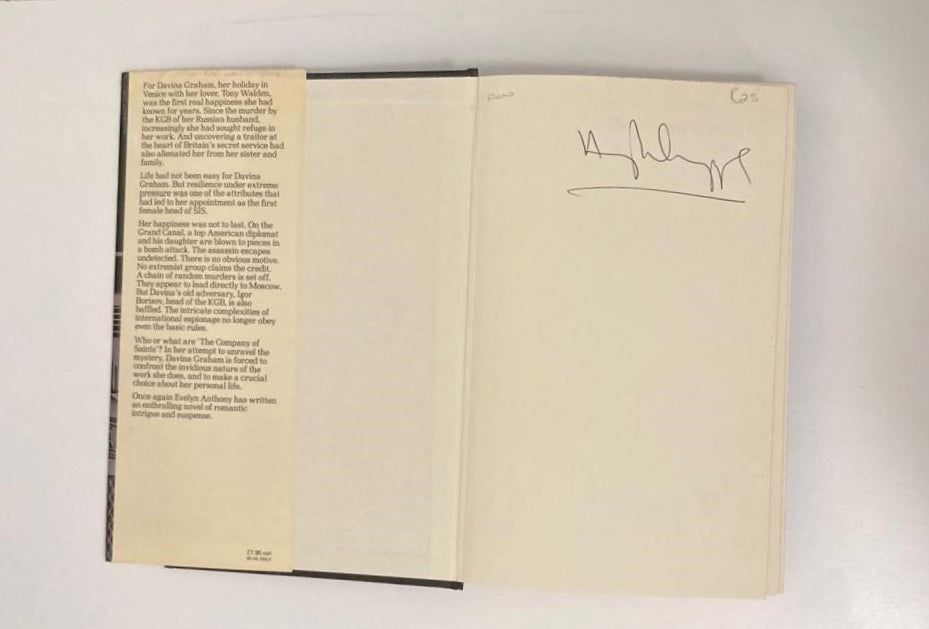 For Davina Graham, her holiday in
Venice with her lover, Tony Walden,
was the first real happiness she had
known for years. Since the murder by
the KGB of her Russian husband,
increasingly she had sought refuge in
her work. And uncovering a traitor at
the heart of Britain's secret service had
also alienated her from her sister and
family.
Life had not been easy for Davina
Graham. But resilience under extreme
pressure was one of the attributes that
had led to her appointment as the first
female head of SIS.
Her happiness was not to last. On the
Grand Canal, a top American diplomat
and his daughter are blown to pieces in
a bomb attack. The assassin escapes
undetected. There is no obvious motive.
No extremist group claims the credit.
A chain of random murders is set off.
They appear to lead directly to Moscow.
But Davina's old adversary, Igor
Borisov, head of the KGB, is also
baffled. The intricate complexities of
international espionage no longer obey
even the basic rules.
Who or what are 'The Company of
Saints'? In her attempt to unravel the
mystery, Davina Graham is forced to
confront the invidious nature of the
work she does, and to make a crucial
choice about her personal life.
Once again Evelyn Anthony has written
an enthralling novel of romantic
intrigue and suspense.
£7.95 net
IN UK ONLY